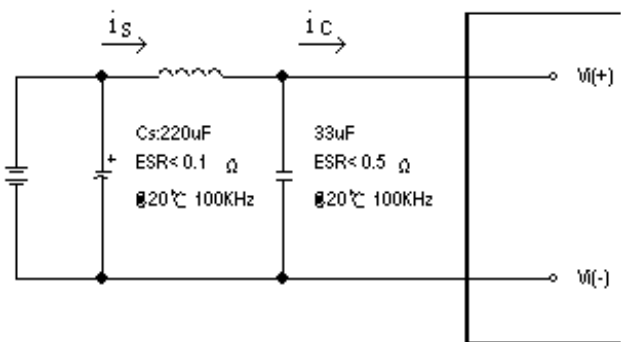 is
ic
Vi(+)
Cs:220uF
ESR<0.1 Ω
@20℃ 100KHz
33uF
ESR<0.5 Ω
@20℃ 100KHz
+
Vi(-)